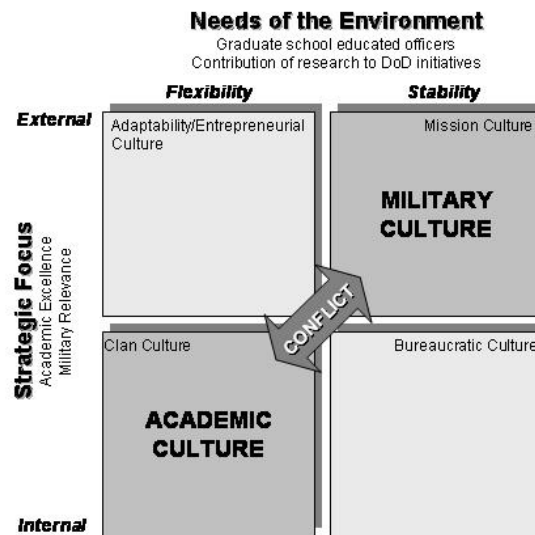 Needs of the Environment
Graduate school educated officers
Contribution of research to DoD initiatives
Flexibility
Stability
External
Adaptability/Entrepreneurial
Culture
Mission Culture
MILITARY
CULTURE
Strategic Focus
Academic Excellence
Military Relevance
CONFLICT
Clan Culture
Bureaucratic Culture
ACADEMIC
CULTURE
Internal